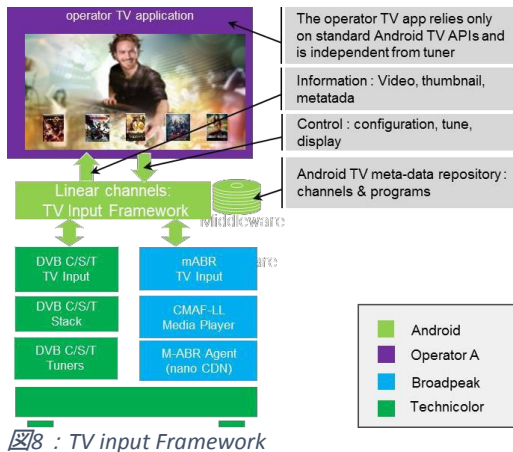 operator TV application
The operator TV app relies only
on standard Android TV APIs and
is independent from tuner
Information : Video, thumbnail,
metatada
Control : configuration, tune,
display
Android TV meta-data repository :
channels & programs
Linear channels:
TV Input Framework
Middleware
DVB C/S/T
TV Input
mABR
TV Input
DVB C/S/T
Stack
CMAF-LL
Media Player
DVB C/S/T
Tuners
M-ABR Agent
(nano CDN)
Android
Operator A
Broadpeak
Technicolor
図8 : TV input Framework